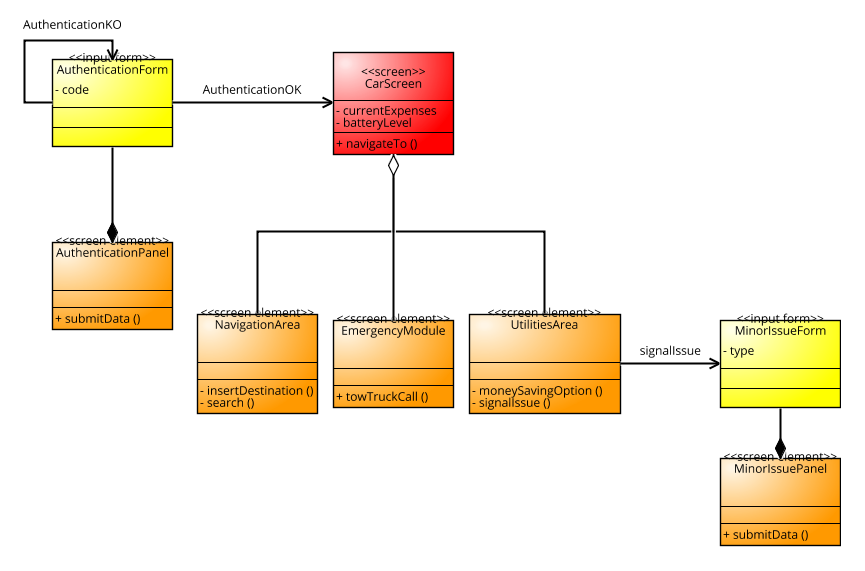 AuthenticationKO
<<input form>>
AuthenticationForm
- code
AuthenticationOK
<<screen>>
CarScreen
- currentExpenses
- batteryLevel
+ navigateTo ()
<<screen element>>
AuthenticationPanel
+ submitData ()
<<screen element>>
NavigationArea
- insertDestination ()
- search ()
<<screen element>>
EmergencyModule
+ towTruckCall ()
<<screen element>>
UtilitiesArea
- moneySavingOption ()
- signalIssue ()
signalIssue
<<input form>>
MinorIssueForm
- type
<<screen element>>
MinorIssuePanel
+ submitData ()